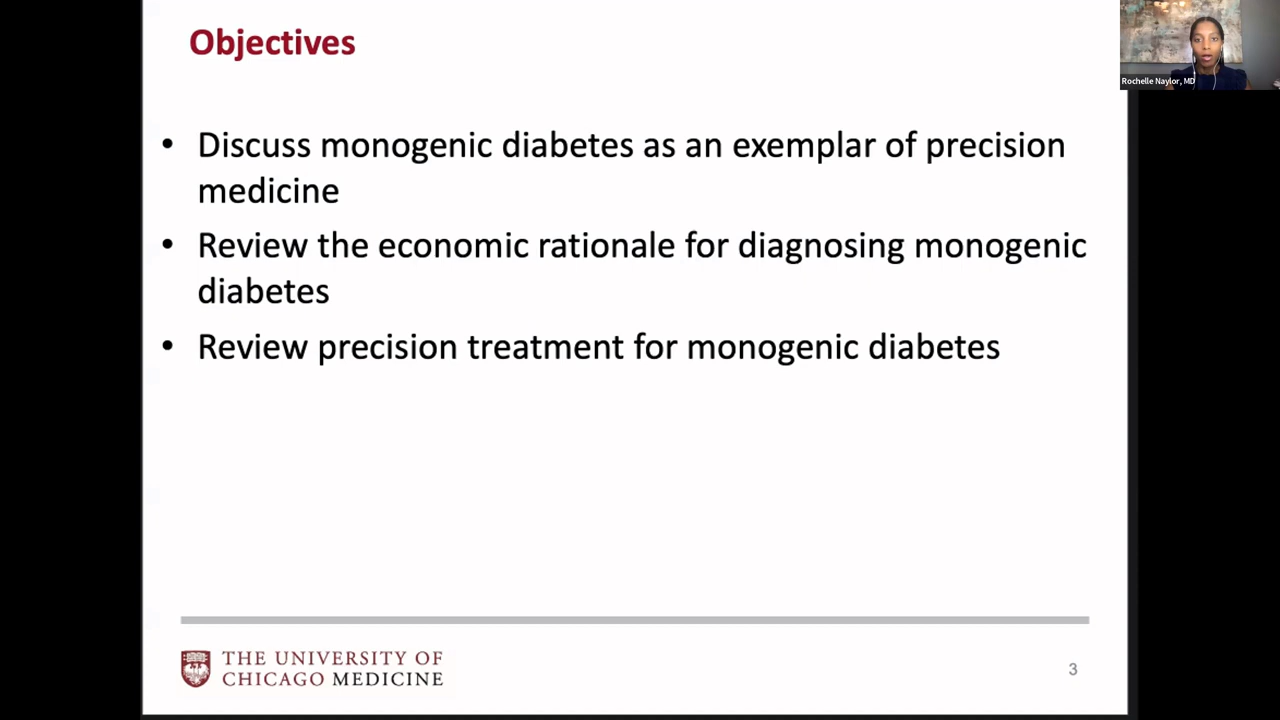 Objectives
Rochelle Naylor, MD
• Discuss monogenic diabetes as an exemplar of precision
medicine
• Review the economic rationale for diagnosing monogenic
diabetes
• Review precision treatment for monogenic diabetes
THE UNIVERSITY OF
CHICAGO MEDICINE
3